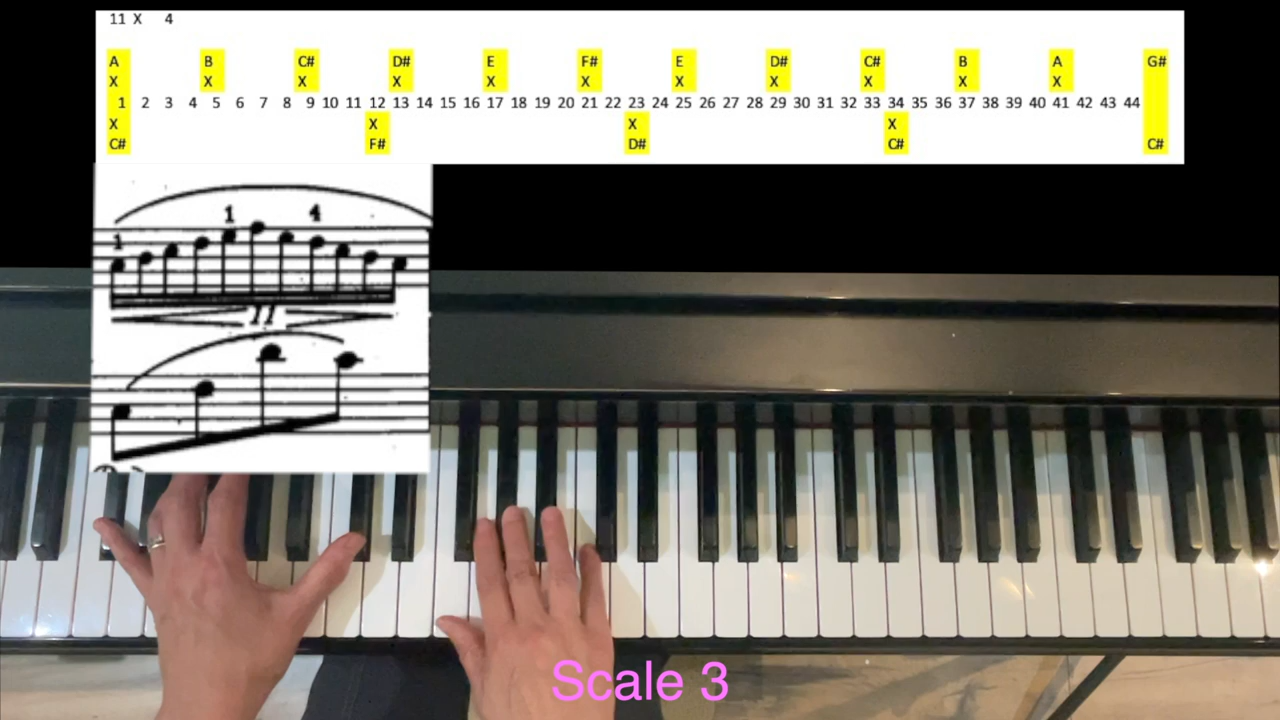 11 X 4
A B C# D# E F# E D# C# B A G#
X X X X X X X X X X X
1 2 3 4 5 6 7 8 9 10 11 12 13 14 15 16 17 18 19 20 21 22 23 24 25 26 27 28 29 30 31 32 33 34 35 36 37 38 39 40 41 42 43 44
X X X X
C# F# D# C# C#
1 4
1
11
Scale 3